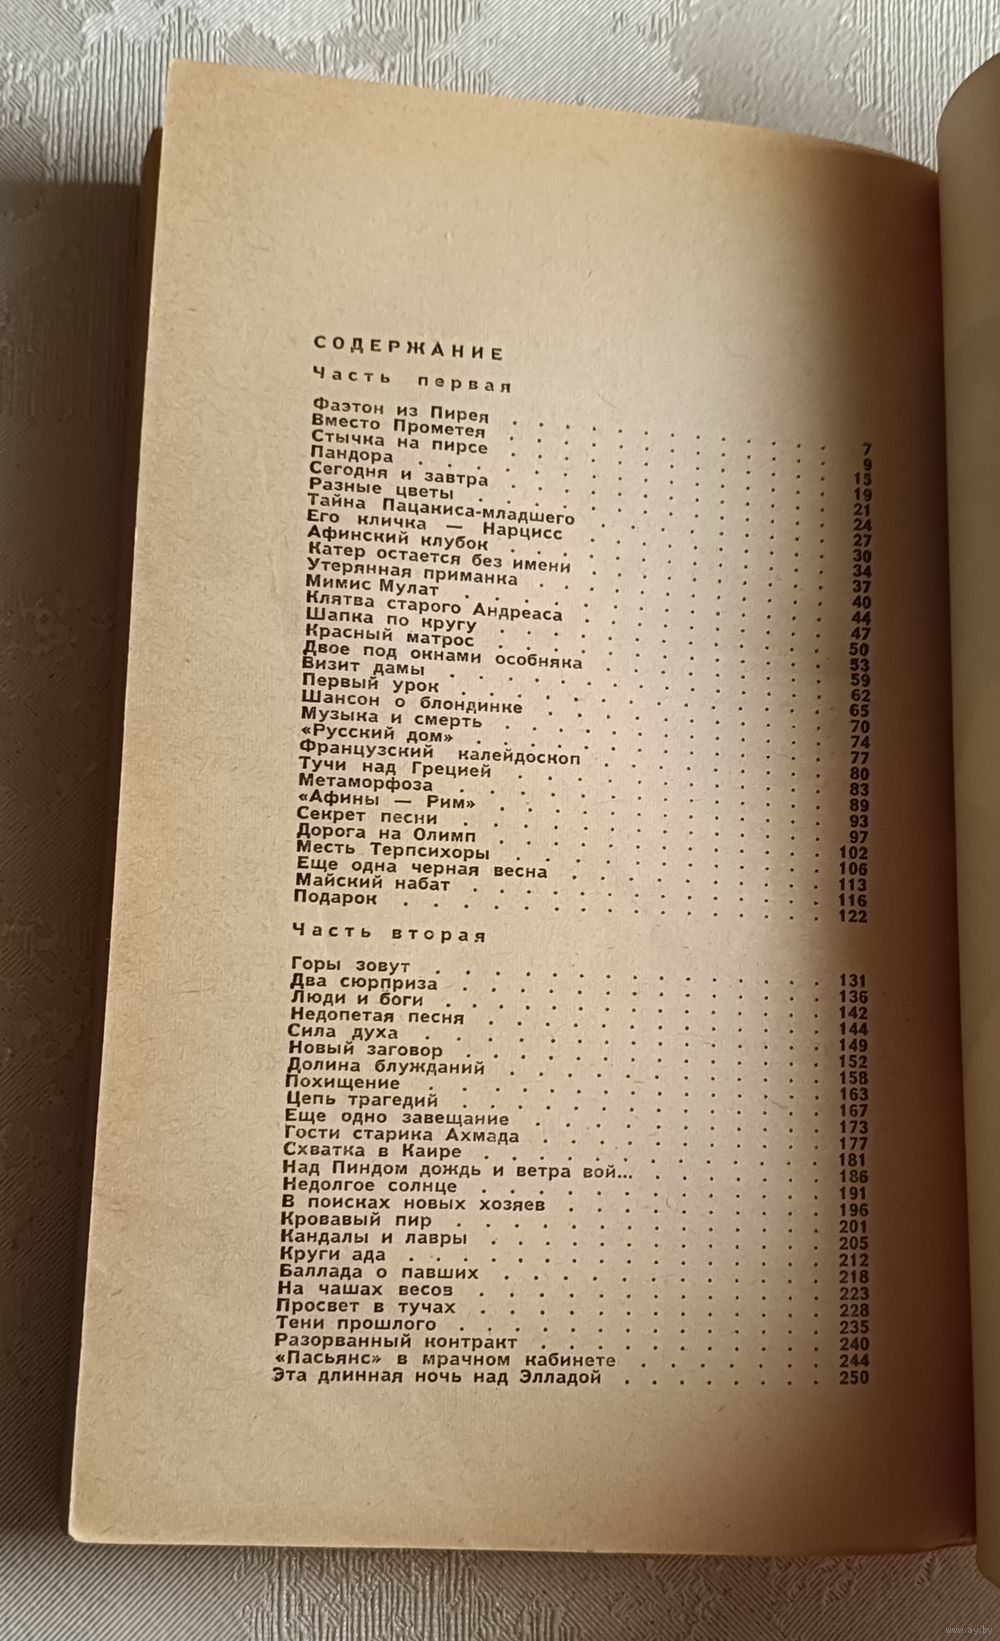 СОДЕРЖАНИЕ
Часть первая
Фаэтон из Пирея . . . . . . . . . . . . 7
Вместо Прометея . . . . . . . . . . . . 9
Стычка на пирсе . . . . . . . . . . . . 15
Пандора . . . . . . . . . . . . 19
Сегодня и завтра . . . . . . . . . . . . 21
Разные цветы . . . . . . . . . . . . 24
Тайна Пацакиса-младшего . . . . . . . . . 27
Его кличка — Нарцисс . . . . . . . . . 30
Афинский клубок . . . . . . . . . . . . 34
Катер остается без имени . . . . . . . . . 37
Утерянная приманка . . . . . . . . . . . 40
Мимис Мулат . . . . . . . . . . . . 44
Клятва старого Андреаса . . . . . . . . . 47
Шапка по кругу . . . . . . . . . . . . 50
Красный матрос . . . . . . . . . . . . 53
Двое под окнами особняка . . . . . . . . . 59
Визит дамы . . . . . . . . . . . . 62
Первый урок . . . . . . . . . . . . 65
Шансон о блондинке . . . . . . . . . . . 70
Музыка и смерть . . . . . . . . . . . . 74
«Русский дом» . . . . . . . . . . . . 77
Французский калейдоскоп . . . . . . . . . 80
Тучи над Грецией . . . . . . . . . . . . 83
Метаморфоза . . . . . . . . . . . . 89
«Афины — Рим» . . . . . . . . . . . . 93
Секрет песни . . . . . . . . . . . . 97
Дорога на Олимп . . . . . . . . . . . . 102
Месть Терпсихоры . . . . . . . . . . . . 106
Еще одна черная весна . . . . . . . . . . 113
Майский набат . . . . . . . . . . . . 116
Подарок . . . . . . . . . . . . 122
Часть вторая
Горы зовут . . . . . . . . . . . . 131
Два сюрприза . . . . . . . . . . . . 136
Люди и боги . . . . . . . . . . . . 142
Недопетая песня . . . . . . . . . . . . 144
Сила духа . . . . . . . . . . . . 149
Новый заговор . . . . . . . . . . . . 152
Долина блужданий . . . . . . . . . . . . 158
Похищение . . . . . . . . . . . . 163
Цепь трагедий . . . . . . . . . . . . 167
Еще одно завещание . . . . . . . . . . . 173
Гости старика Ахмада . . . . . . . . . . . 177
Схватка в Каире . . . . . . . . . . . . 181
Над Пиндом дождь и ветра вой... . . . . . . . 186
Недолгое солнце . . . . . . . . . . . . 191
В поисках новых хозяев . . . . . . . . . . 196
Кровавый пир . . . . . . . . . . . . 201
Кандалы и лавры . . . . . . . . . . . . 205
Круги ада . . . . . . . . . . . . 212
Баллада о павших . . . . . . . . . . . . 218
На чашах весов . . . . . . . . . . . . 223
Просвет в тучах . . . . . . . . . . . . 228
Тени прошлого . . . . . . . . . . . . 235
Разорванный контракт . . . . . . . . . . . 240
«Пасьянс» в мрачном кабинете . . . . . . . 244
Эта длинная ночь над Элладой . . . . . . . . 250
www.ay.by